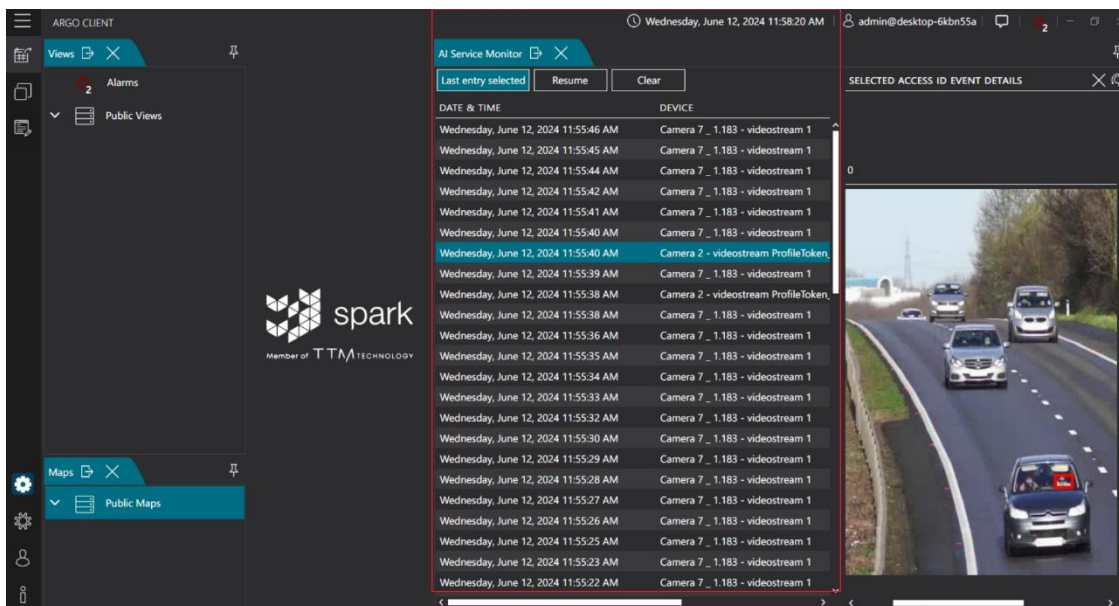 ARGO CLIENT
Wednesday, June 12, 2024 11:58:20 AM
admin@desktop-6kbn55a
2
Views
AI Service Monitor
Alarms
2
Public Views
Last entry selected
Resume
Clear
SELECTED ACCESS ID EVENT DETAILS
DATE & TIME DEVICE
Wednesday, June 12, 2024 11:55:46 AM Camera 7 _ 1.183 - videostream 1
Wednesday, June 12, 2024 11:55:45 AM Camera 7 _ 1.183 - videostream 1
Wednesday, June 12, 2024 11:55:44 AM Camera 7 _ 1.183 - videostream 1
Wednesday, June 12, 2024 11:55:42 AM Camera 7 _ 1.183 - videostream 1
Wednesday, June 12, 2024 11:55:41 AM Camera 7 _ 1.183 - videostream 1
Wednesday, June 12, 2024 11:55:40 AM Camera 7 _ 1.183 - videostream 1
Wednesday, June 12, 2024 11:55:40 AM Camera 2 - videostream ProfileToken_
Wednesday, June 12, 2024 11:55:39 AM Camera 7 _ 1.183 - videostream 1
Wednesday, June 12, 2024 11:55:38 AM Camera 2 - videostream ProfileToken_
Wednesday, June 12, 2024 11:55:38 AM Camera 7 _ 1.183 - videostream 1
Wednesday, June 12, 2024 11:55:36 AM Camera 7 _ 1.183 - videostream 1
Wednesday, June 12, 2024 11:55:35 AM Camera 7 _ 1.183 - videostream 1
Wednesday, June 12, 2024 11:55:34 AM Camera 7 _ 1.183 - videostream 1
Wednesday, June 12, 2024 11:55:33 AM Camera 7 _ 1.183 - videostream 1
Wednesday, June 12, 2024 11:55:32 AM Camera 7 _ 1.183 - videostream 1
Wednesday, June 12, 2024 11:55:30 AM Camera 7 _ 1.183 - videostream 1
Wednesday, June 12, 2024 11:55:29 AM Camera 7 _ 1.183 - videostream 1
Wednesday, June 12, 2024 11:55:28 AM Camera 7 _ 1.183 - videostream 1
Wednesday, June 12, 2024 11:55:27 AM Camera 7 _ 1.183 - videostream 1
Wednesday, June 12, 2024 11:55:26 AM Camera 7 _ 1.183 - videostream 1
Wednesday, June 12, 2024 11:55:25 AM Camera 7 _ 1.183 - videostream 1
Wednesday, June 12, 2024 11:55:23 AM Camera 7 _ 1.183 - videostream 1
Wednesday, June 12, 2024 11:55:22 AM Camera 7 _ 1.183 - videostream 1
0
spark
Member of TTM TECHNOLOGY
Maps
Public Maps